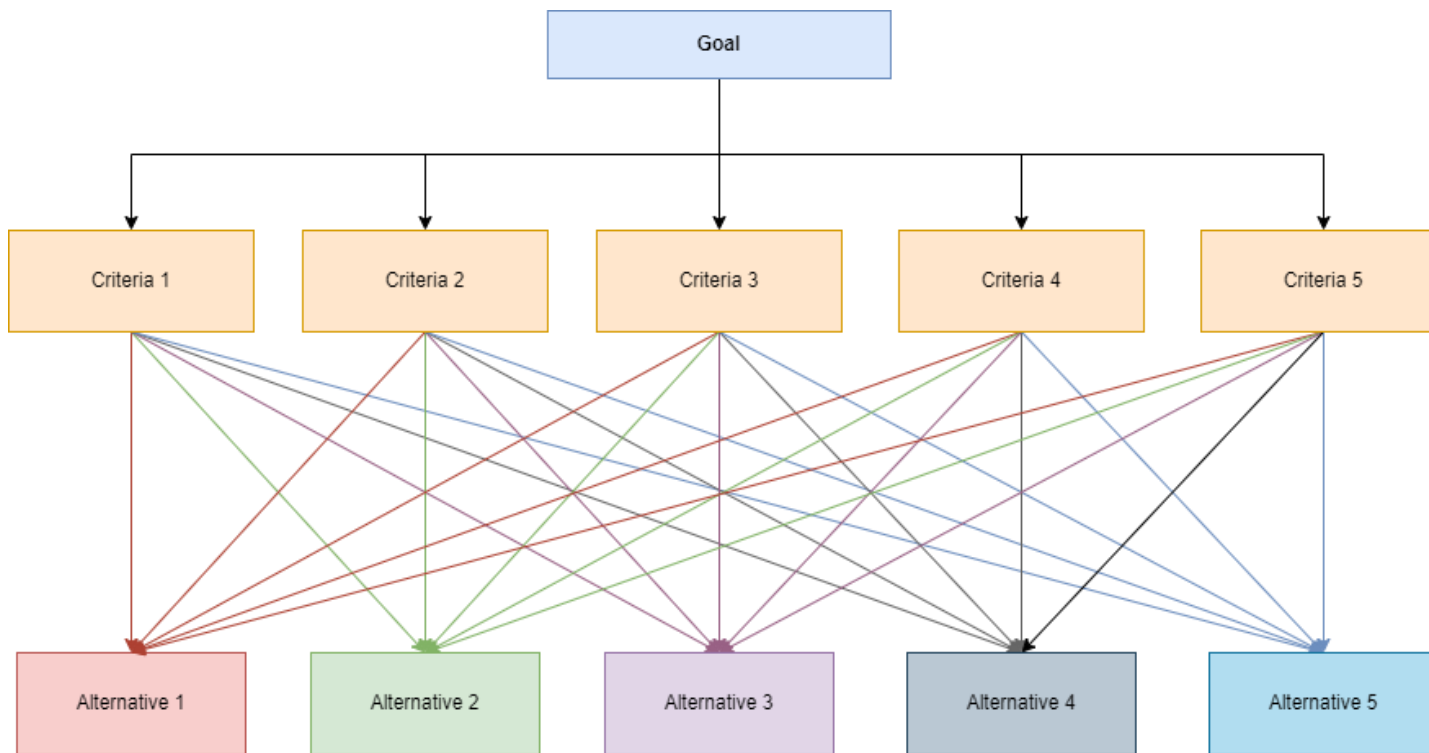 Goal
Criteria 1
Criteria 2
Criteria 3
Criteria 4
Criteria 5
Alternative 1
Alternative 2
Alternative 3
Alternative 4
Alternative 5